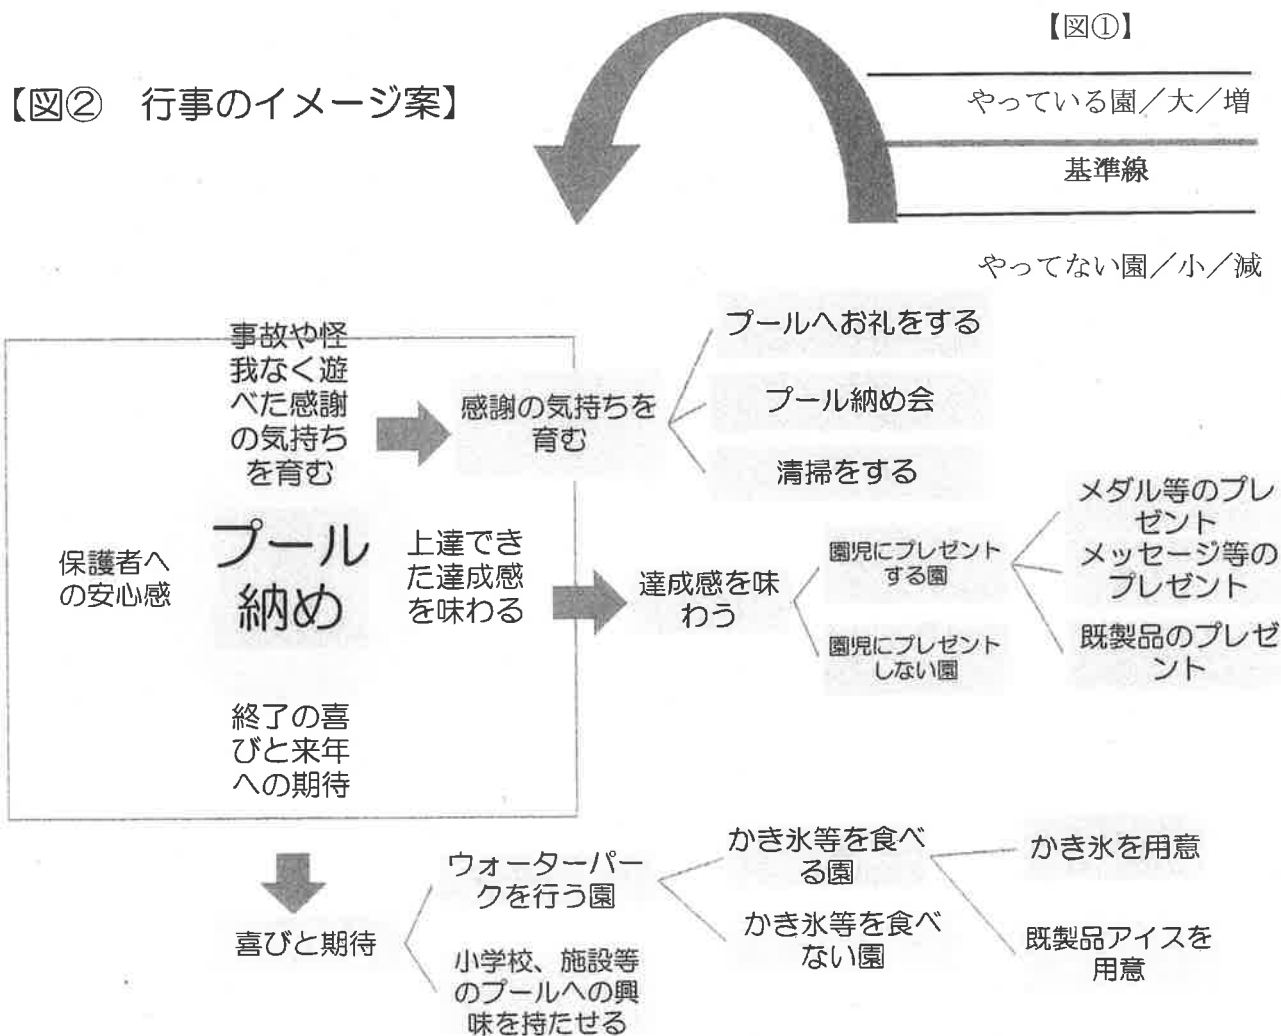 【図①】
やっている園／大／増
基準線
やってない園／小／減
【図②　行事のイメージ案】
事故や怪
我なく遊
べた感謝
の気持ち
を育む
感謝の気持ちを
育む
プールへお礼をする
プール納め会
清掃をする
保護者へ
の安心感
プール
納め
上達でき
た達成感
を味わる
達成感を味
わう
園児にプレゼント
する園
園児にプレゼント
しない園
メダル等のプレ
ゼント
メッセージ等の
プレゼント
既製品のプレゼ
ント
終了の喜
びと来年
への期待
喜びと期待
ウォーターパー
クを行う園
小学校、施設等
のプールへの興
味を持たせる
かき氷等を食べ
る園
かき氷等を食べ
ない園
かき氷を用意
既製品アイスを
用意